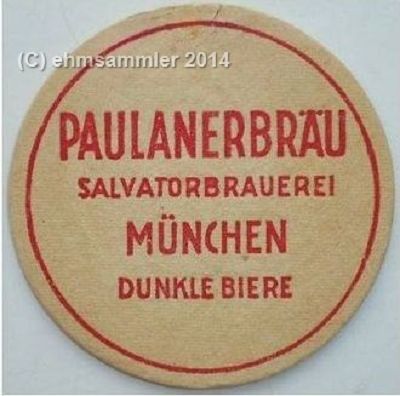 (C) ehmsammler 2014
PAULANERBRÄU
SALVATORBRAUEREI
MÜNCHEN
DUNKLE BIERE